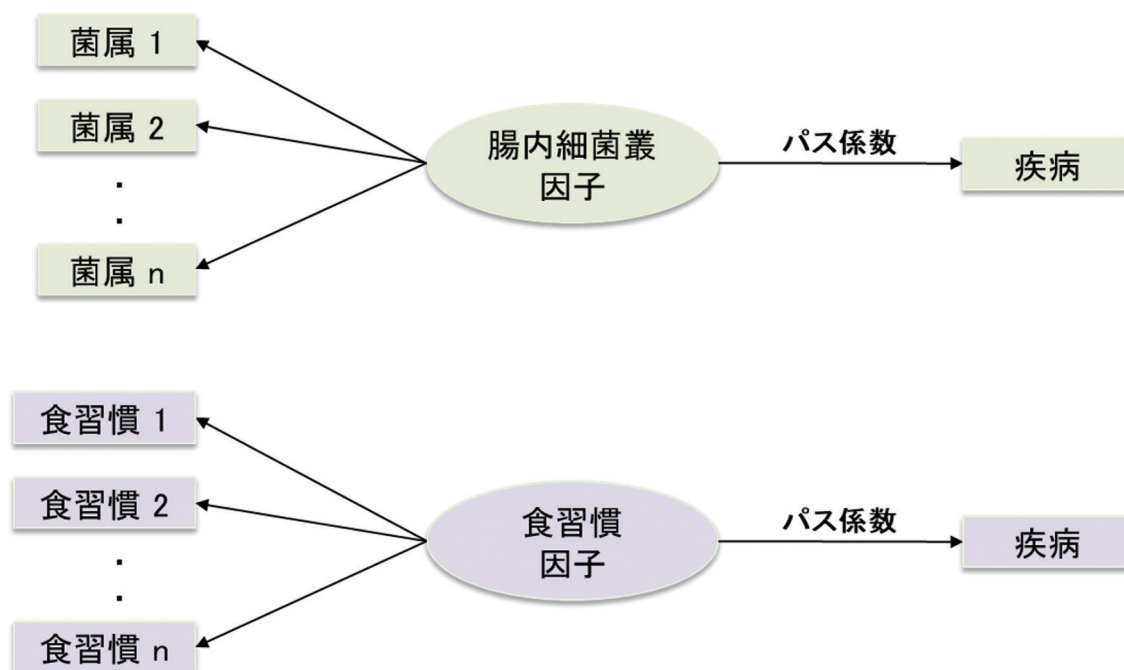 菌属 1
菌属 2
・
・
菌属 n
腸内細菌叢
因子
パス係数
疾病
食習慣 1
食習慣 2
・
・
食習慣 n
食習慣
因子
パス係数
疾病